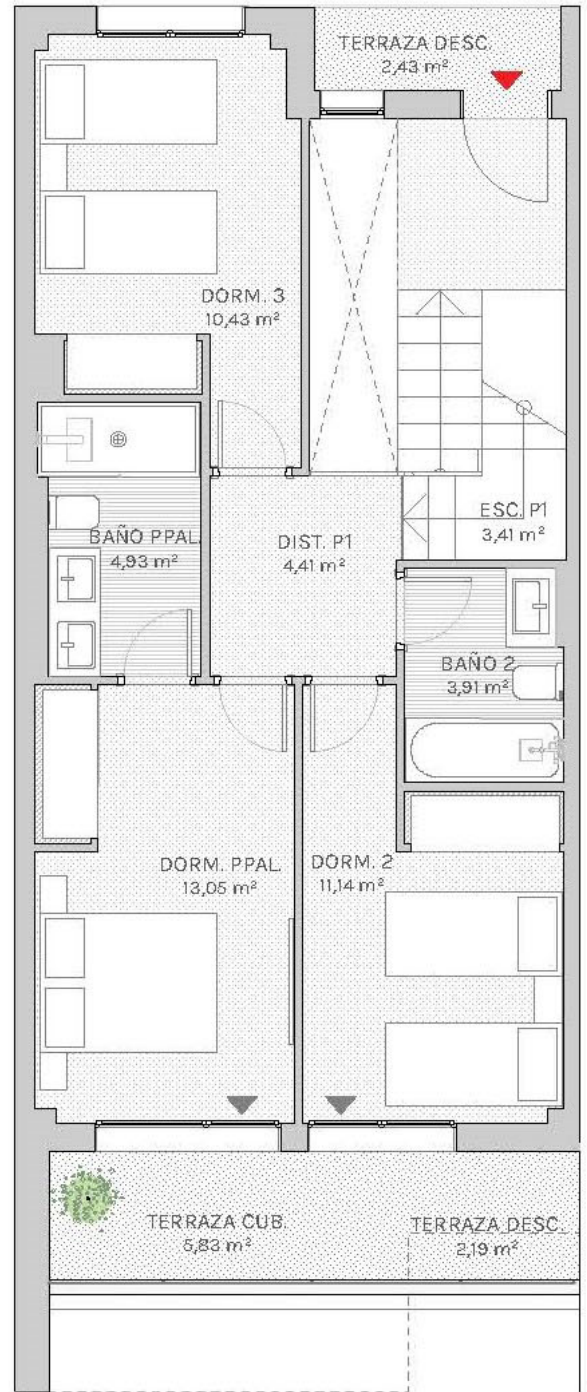 TERRAZA DESC.
2,43 m²
DORM. 3
10,43 m²
ESC. P1
3,41 m²
BAÑO PPAL.
4,93 m²
DIST. P1
4,41 m²
BAÑO 2
3,91 m²
DORM. PPAL.
13,05 m²
DORM. 2
11,14 m²
TERRAZA CUB.
5,83 m²
TERRAZA DESC.
2,19 m²